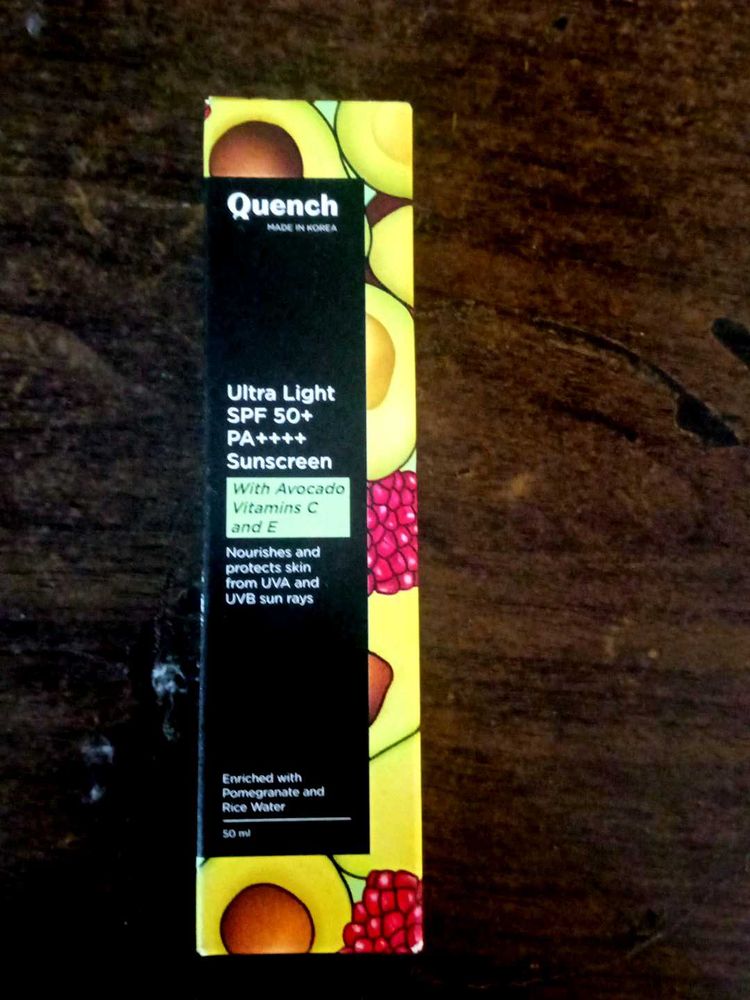 Quench
MADE IN KOREA
Ultra Light
SPF 50+
PA++++
Sunscreen
With Avocado
Vitamins C
and E
Nourishes and
protects skin
from UVA and
UVB sun rays
Enriched with
Pomegranate and
Rice Water
50 ml